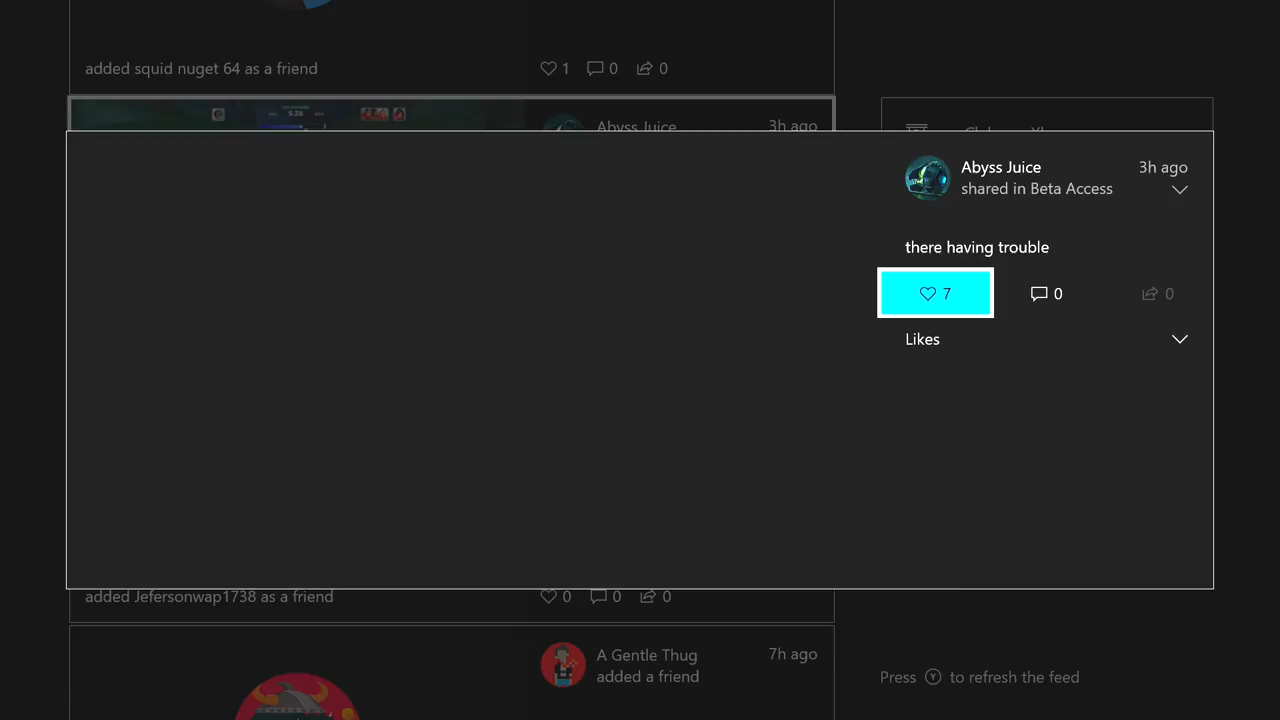 added squid nuget 64 as a friend
1 0 0
5:28
Abyss Juice 3h ago
Abyss Juice 3h ago
shared in Beta Access
there having trouble
7 0 0
Likes
added Jefersonwap1738 as a friend
0 0 0
A Gentle Thug 7h ago
added a friend
Press Y to refresh the feed